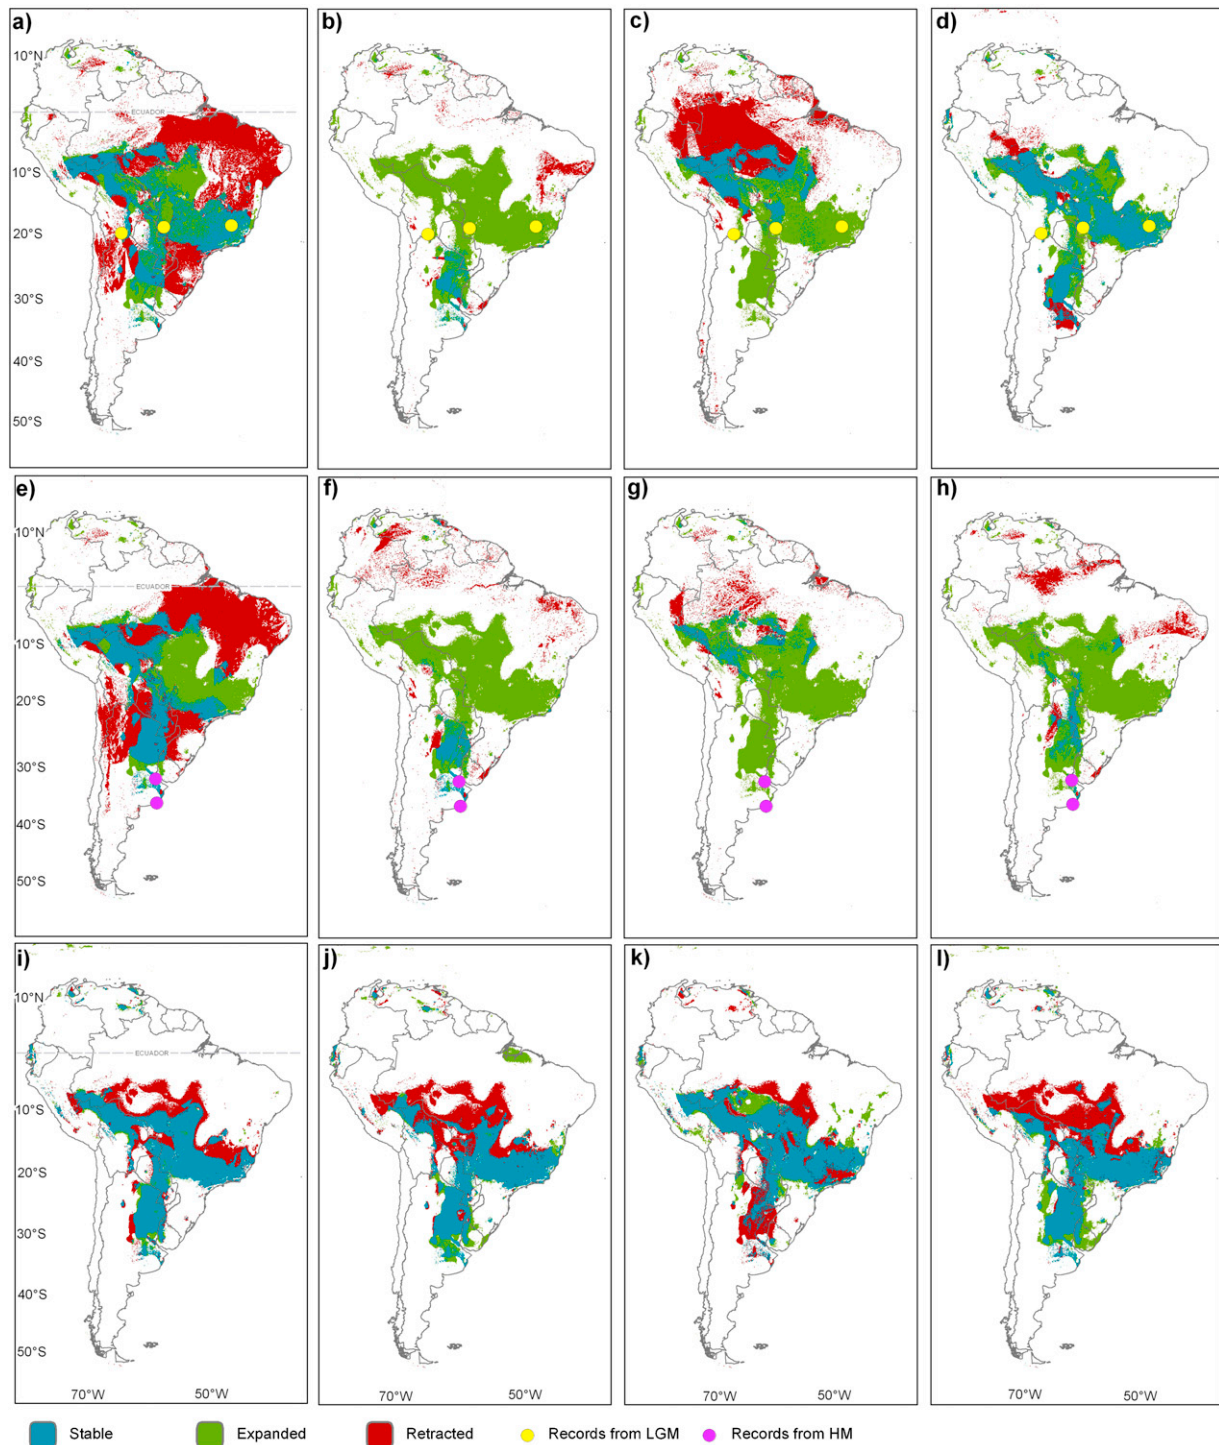 a) b) c) d)
10°N
ECUADOR
10°S
20°S
30°S
40°S
50°S
e) f) g) h)
10°N
ECUADOR
10°S
20°S
30°S
40°S
50°S
i) j) k) l)
10°N
ECUADOR
10°S
20°S
30°S
40°S
50°S
70°W 50°W 70°W 50°W 70°W 50°W 70°W 50°W
Stable Expanded Retracted Records from LGM Records from HM